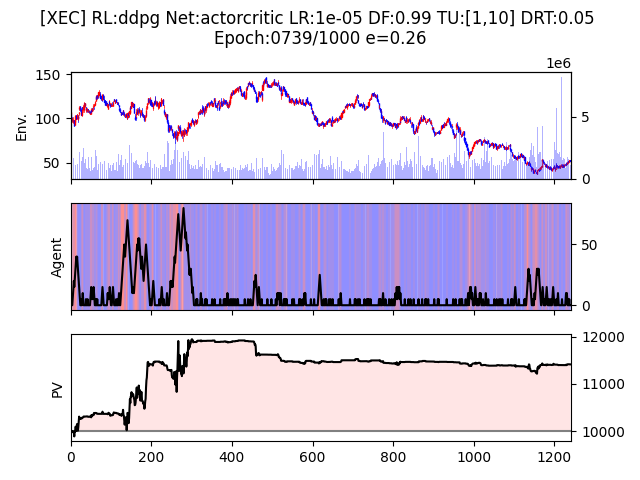 [XEC] RL:ddpg Net:actorcritic LR:1e-05 DF:0.99 TU:[1,10] DRT:0.05
Epoch:0739/1000 e=0.26
1e6
150
100
50
Env.
5
0
Agent
50
0
PV
12000
11000
10000
0 200 400 600 800 1000 1200